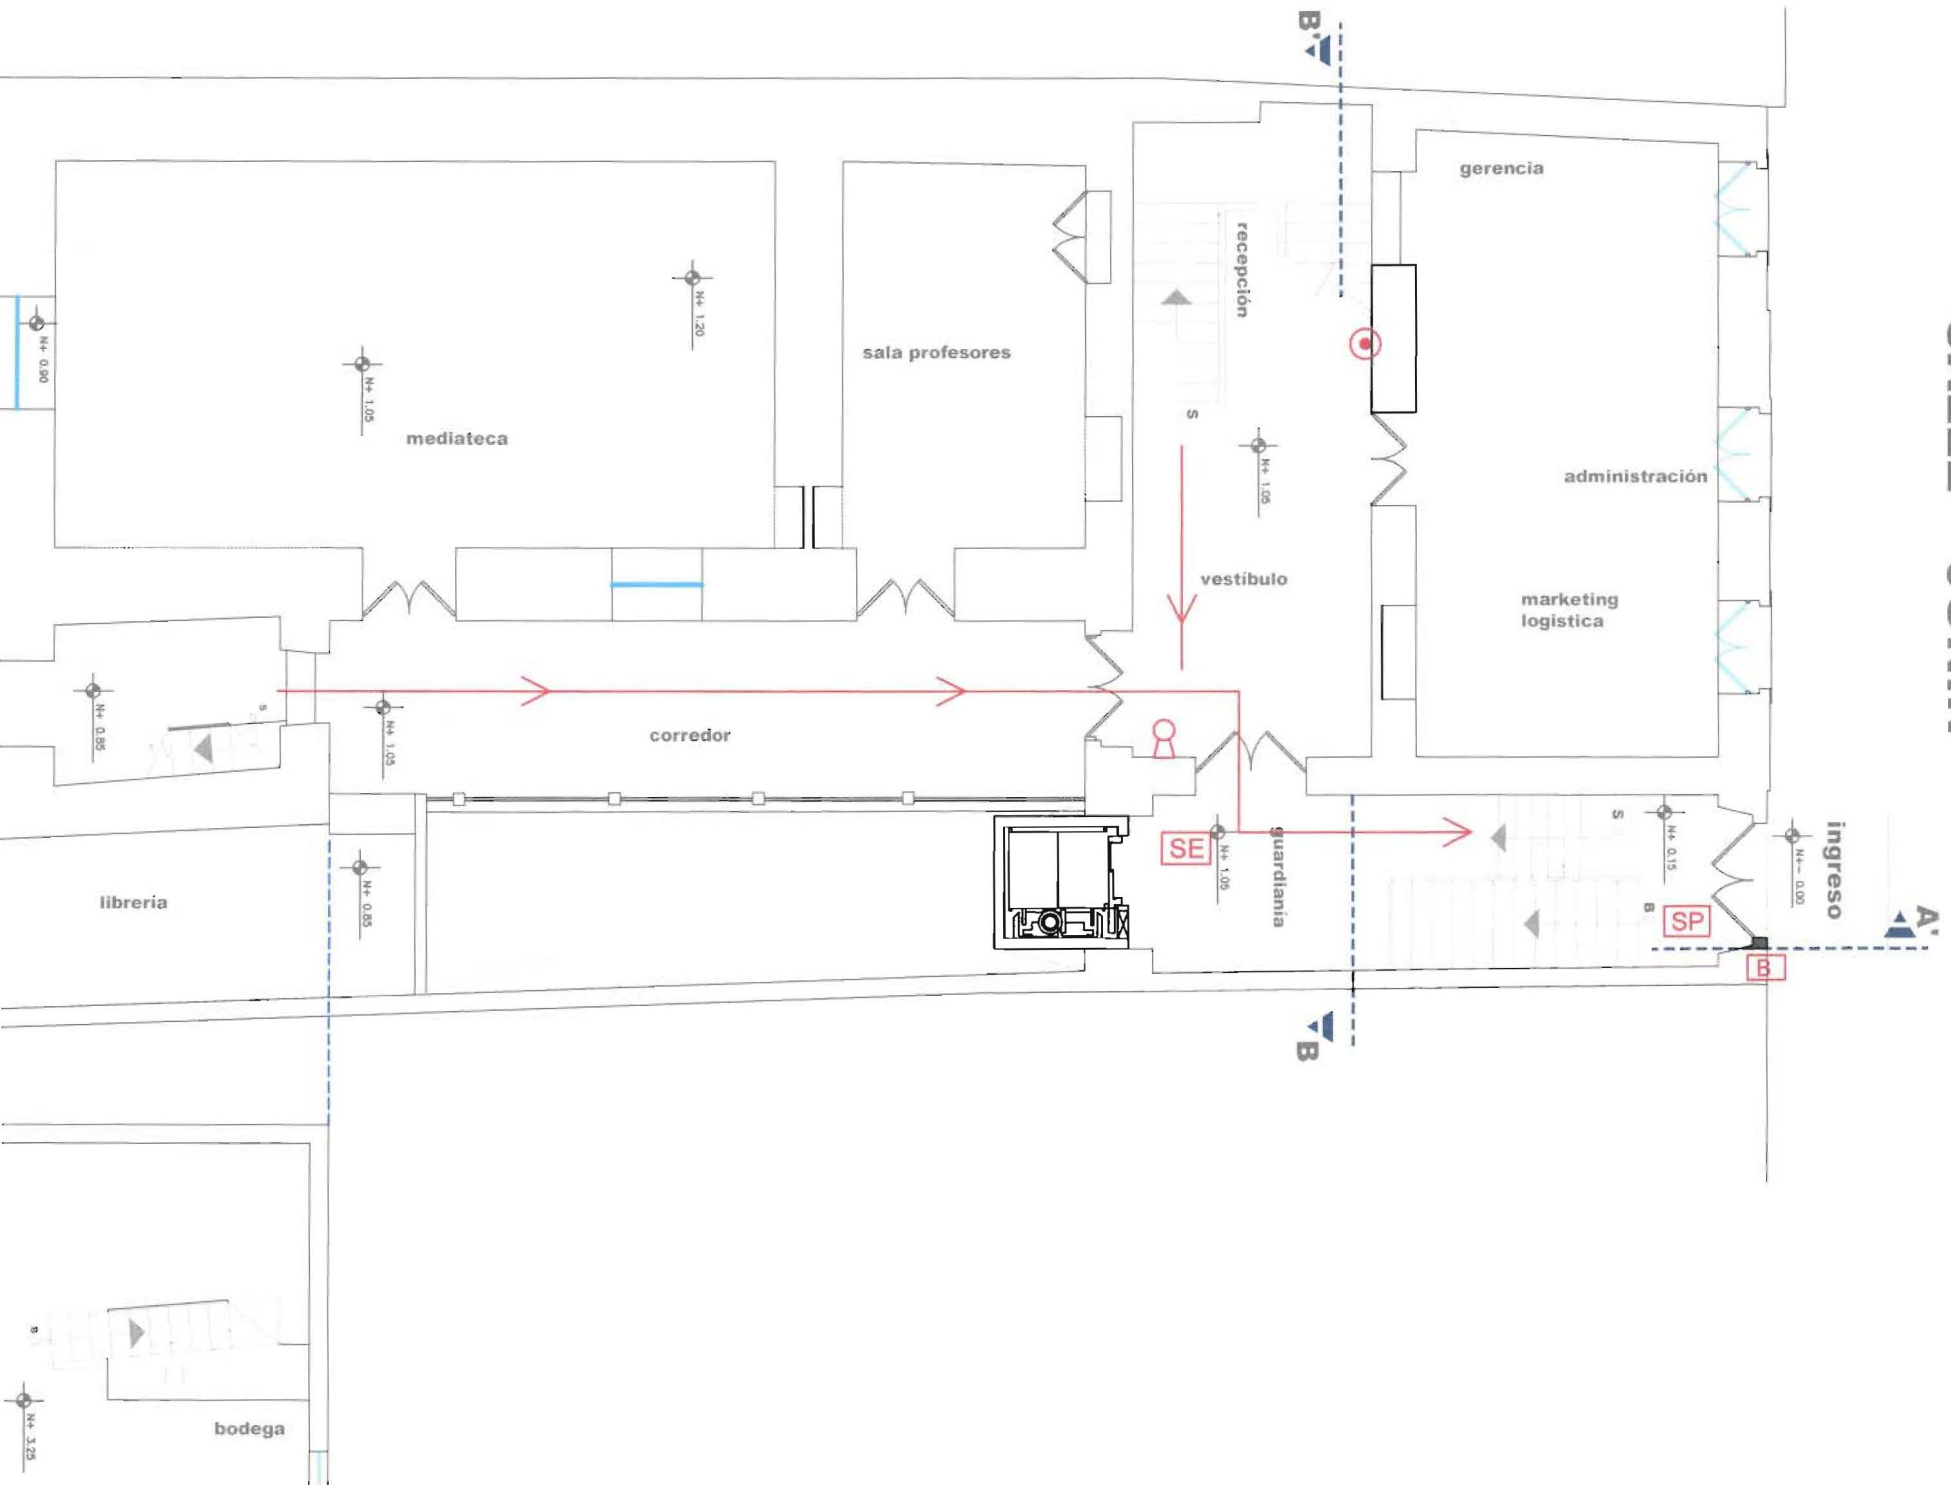 B'
gerencia
recepción
N+ 1.20
N+ 0.90
sala profesores
N+ 1.05
mediateca
S
N+ 1.05
administración
vestíbulo
marketing
logistica
N+ 0.85
S
N+ 1.05
corredor
SE
N+ 1.05
guardiania
S
N+ 0.15
N+- 0.00
ingreso
librería
N+ 0.85
B
SP
A'
B
B
B
N+ 3.25
bodega